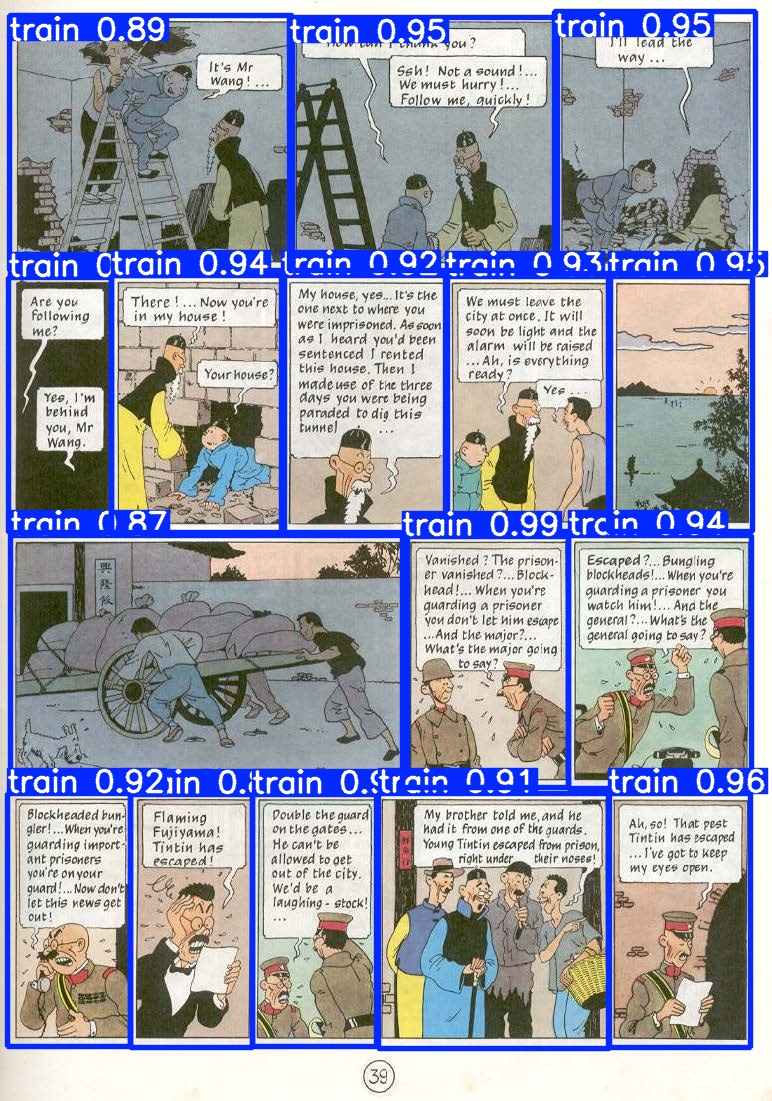 train 0.89
train 0.95
train 0.95
It's Mr
Wang!...
How can I thank you?
Ssh! Not a sound!...
We must hurry!...
Follow me, quickly!
I'll lead the
way...
train
train 0.94
train 0.92
train 0.93
train 0.95
Are you
following
me?
Yes, I'm
behind
you, Mr
Wang.
There!... Now you're
in my house!
Your house?
My house, yes... It's the
one next to where you
were imprisoned. As soon
as I heard you'd been
sentenced I rented
this house. Then I
made use of the three
days you were being
paraded to dig this
tunnel ...
We must leave the
city at once. It will
soon be light and the
alarm will be raised
...Ah, is everything
ready?
Yes...
train 0.87
train 0.99
train 0.94
興
隆
飯
Vanished? The prison-
er vanished?...Block-
head!... When you're
guarding a prisoner
you don't let him escape
...And the major?...
What's the major going
to say?
Escaped?... Bungling
blockheads!... When you're
guarding a prisoner you
watch him!... And the
general?... What's the
general going to say?
train 0.92
train
train 0.91
train 0.96
Blockheaded bun-
gler!... When you're
guarding import-
ant prisoners
you're on your
guard!... Now don't
let this news get
out!
Flaming
Fujiyama!
Tintin has
escaped!
Double the guard
on the gates...
He can't be
allowed to get
out of the city.
We'd be a
laughing-stock!
...
My brother told me, and he
had it from one of the guards.
Young Tintin escaped from prison,
right under their noses!
Ah, so! That pest
Tintin has escaped
... I've got to keep
my eyes open.
39